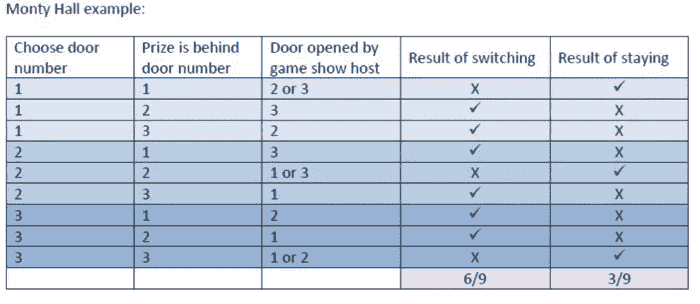 Monty Hall example:
Choose door number | Prize is behind door number | Door opened by game show host | Result of switching | Result of staying
1 | 1 | 2 or 3 | X | ✓
1 | 2 | 3 | ✓ | X
1 | 3 | 2 | ✓ | X
2 | 1 | 3 | ✓ | X
2 | 2 | 1 or 3 | X | ✓
2 | 3 | 1 | ✓ | X
3 | 1 | 2 | ✓ | X
3 | 2 | 1 | ✓ | X
3 | 3 | 1 or 2 | X | ✓
6/9 | 3/9